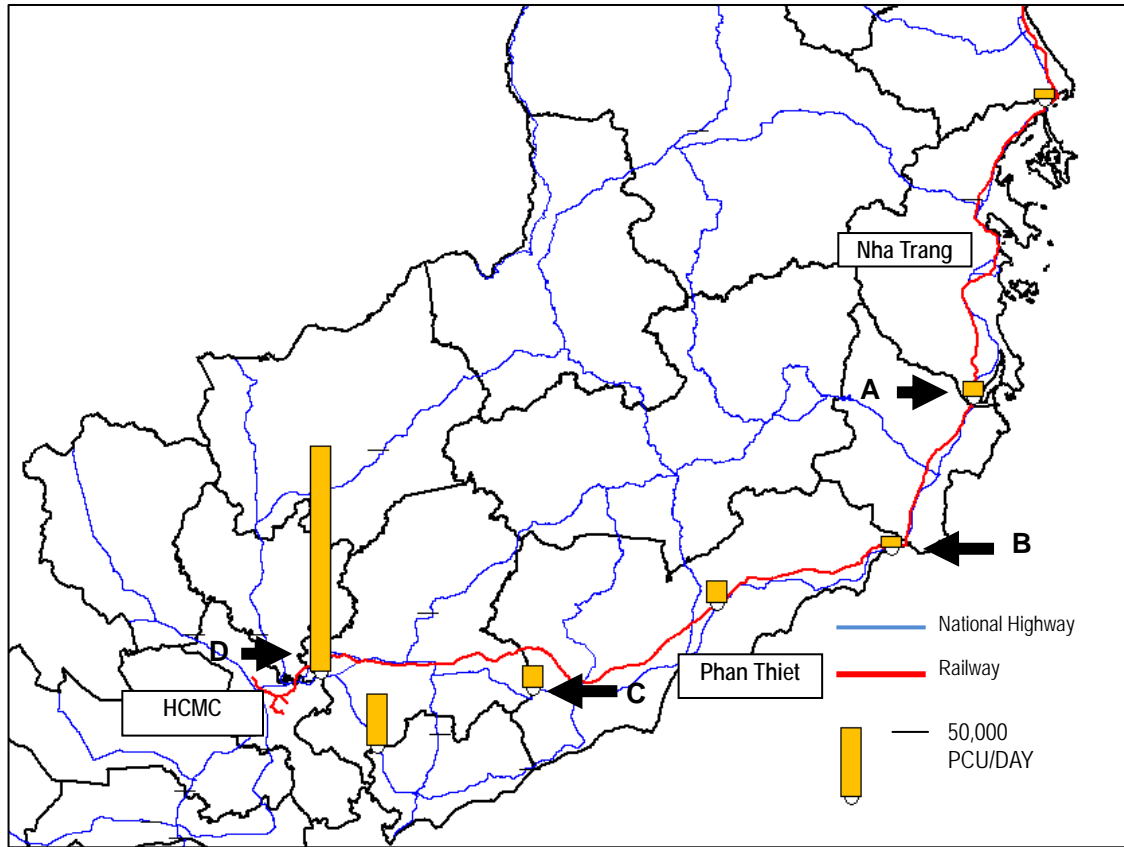 Nha Trang
A
B
National Highway
D
Railway
Phan Thiet
C
HCMC
50,000
PCU/DAY